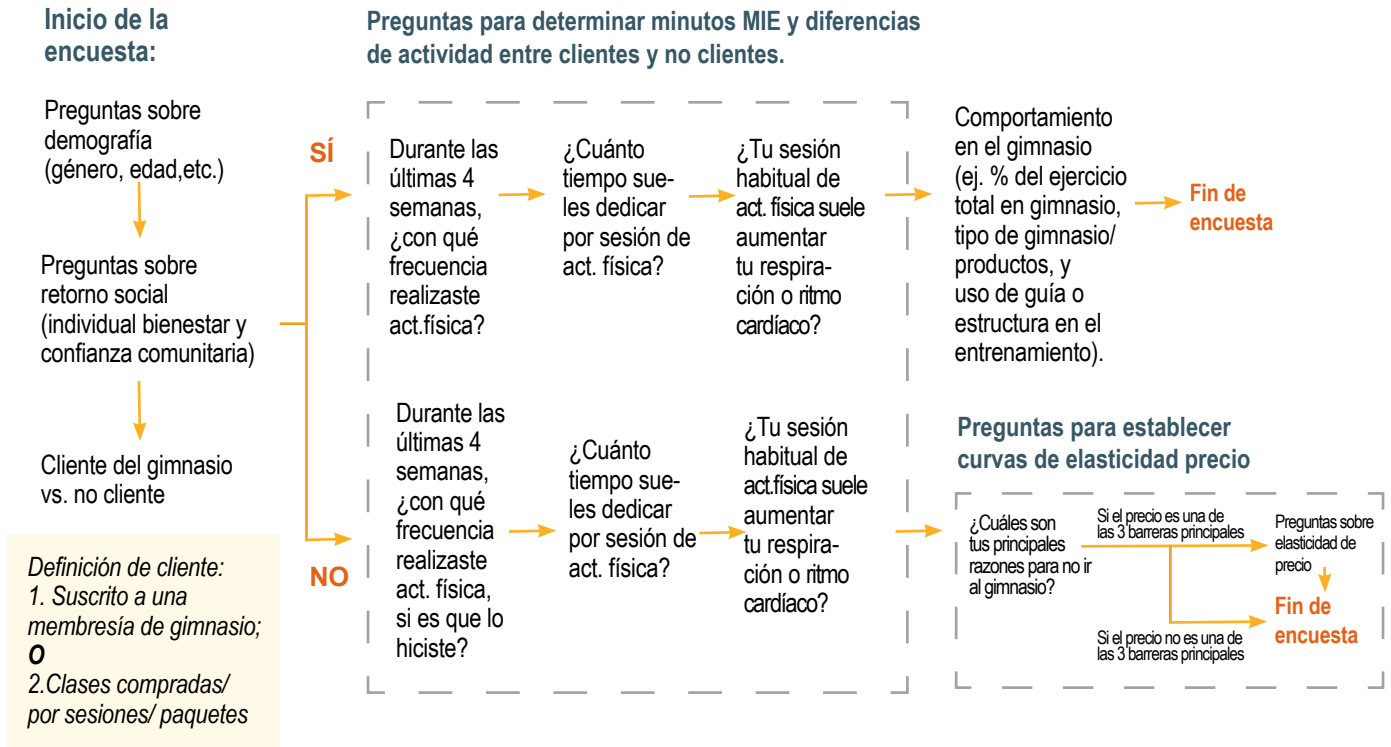 Inicio de la
encuesta:
Preguntas sobre
demografía
(género, edad,etc.)
Preguntas sobre
retorno social
(individual bienestar y
confianza comunitaria)
Cliente del gimnasio
vs. no cliente
Definición de cliente:
1. Suscrito a una
membresía de gimnasio;
O
2.Clases compradas/
por sesiones/ paquetes
Preguntas para determinar minutos MIE y diferencias
de actividad entre clientes y no clientes.
SÍ
Durante las
últimas 4
semanas,
¿con qué
frecuencia
realizaste
act.física?
¿Cuánto
tiempo sue-
les dedicar
por sesión de
act. física?
¿Tu sesión
habitual de
act. física suele
aumentar
tu respira-
ción o ritmo
cardíaco?
Comportamiento
en el gimnasio
(ej. % del ejercicio
total en gimnasio,
tipo de gimnasio/
productos, y
uso de guía o
estructura en el
entrenamiento).
Fin de
encuesta
NO
Durante las
últimas 4
semanas,
¿con qué
frecuencia
realizaste
act. física,
si es que lo
hiciste?
¿Cuánto
tiempo sue-
les dedicar
por sesión de
act. física?
¿Tu sesión
habitual de
act.física suele
aumentar
tu respira-
ción o ritmo
cardíaco?
Preguntas para establecer
curvas de elasticidad precio
¿Cuáles son
tus principales
razones para no ir
al gimnasio?
Si el precio es una de
las 3 barreras principales
Preguntas sobre
elasticidad de
precio
Fin de
encuesta
Si el precio no es una de
las 3 barreras principales